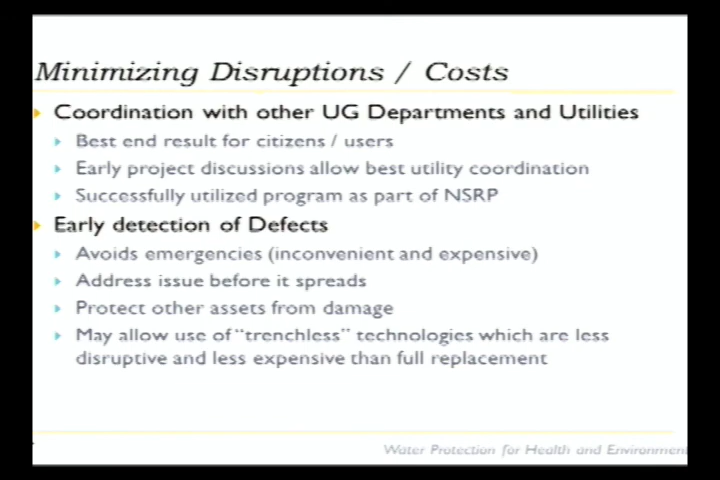 Minimizing Disruptions / Costs
Coordination with other UG Departments and Utilities
Best end result for citizens / users
Early project discussions allow best utility coordination
Successfully utilized program as part of NSRP
Early detection of Defects
Avoids emergencies (inconvenient and expensive)
Address issue before it spreads
Protect other assets from damage
May allow use of “trenchless” technologies which are less
disruptive and less expensive than full replacement
Water Protection for Health and Environment